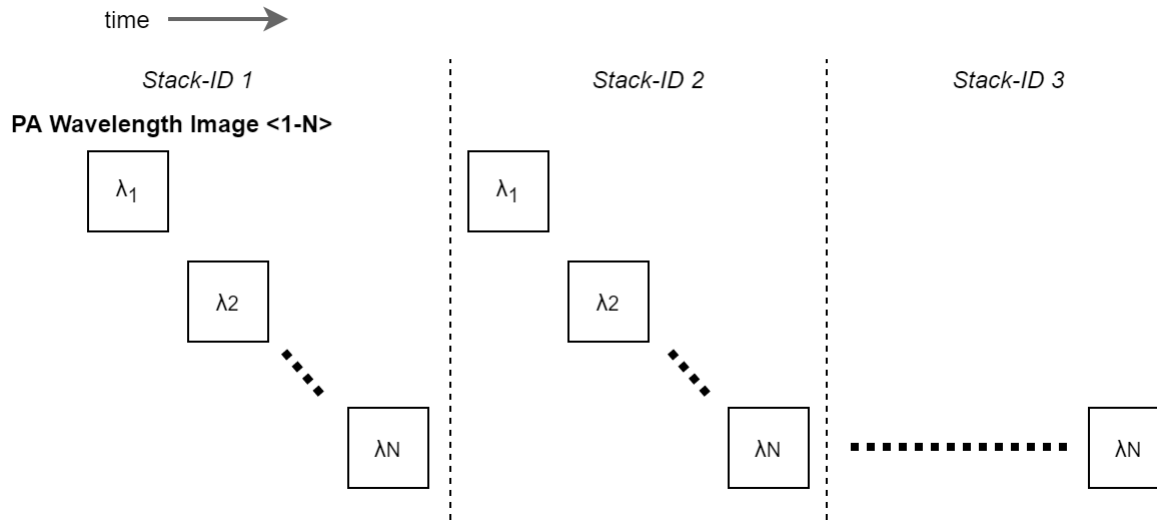 time
Stack-ID 1
Stack-ID 2
Stack-ID 3
PA Wavelength Image <1-N>
λ1
λ1
λ2
λ2
λN
λN
λN